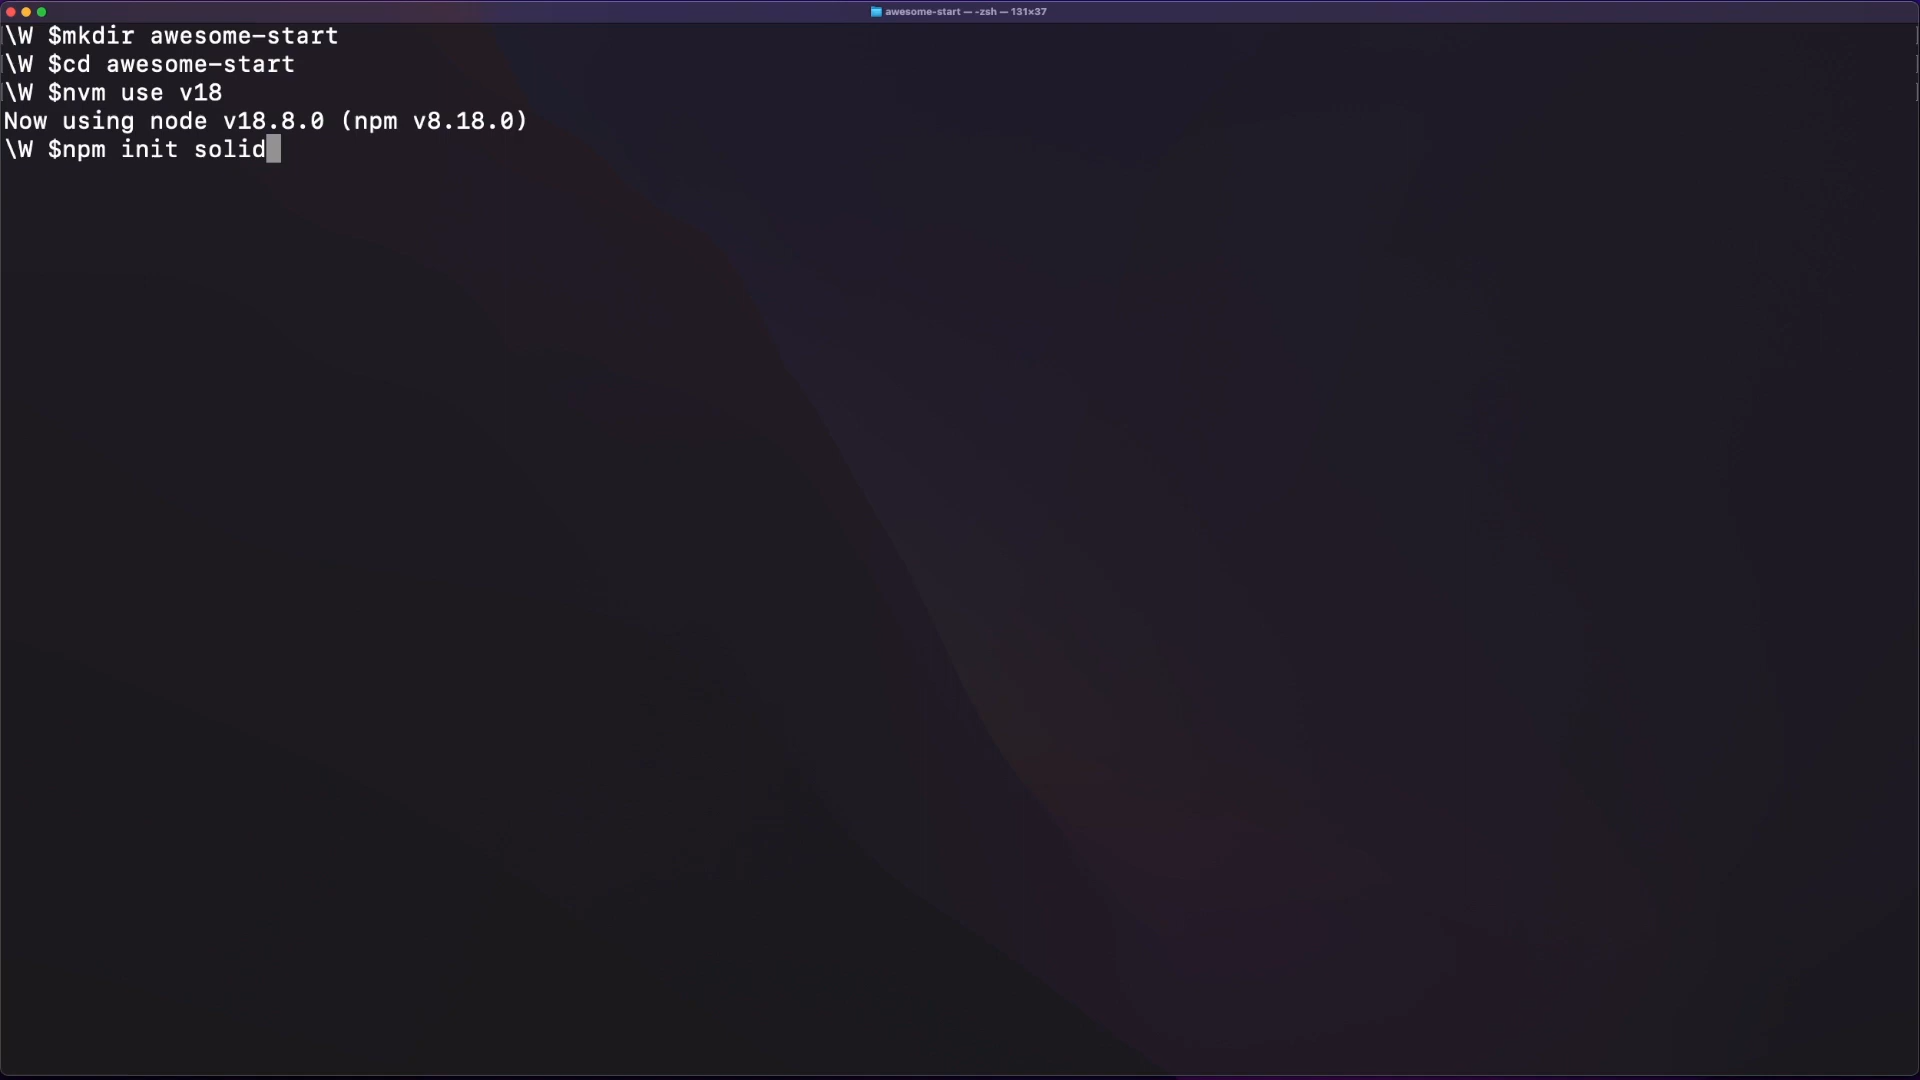 awesome-start — -zsh — 131×37
\W $mkdir awesome-start
\W $cd awesome-start
\W $nvm use v18
Now using node v18.8.0 (npm v8.18.0)
\W $npm init solid